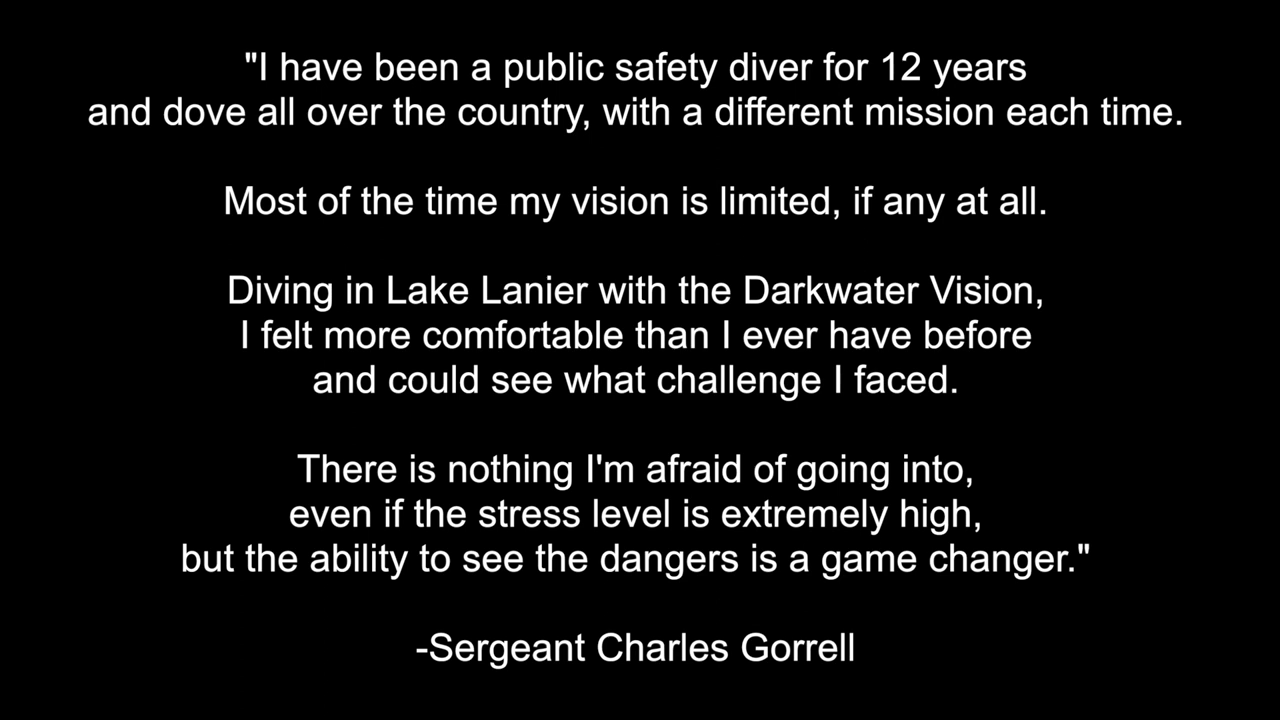 "I have been a public safety diver for 12 years
and dove all over the country, with a different mission each time.
Most of the time my vision is limited, if any at all.
Diving in Lake Lanier with the Darkwater Vision,
I felt more comfortable than I ever have before
and could see what challenge I faced.
There is nothing I'm afraid of going into,
even if the stress level is extremely high,
but the ability to see the dangers is a game changer."
-Sergeant Charles Gorrell